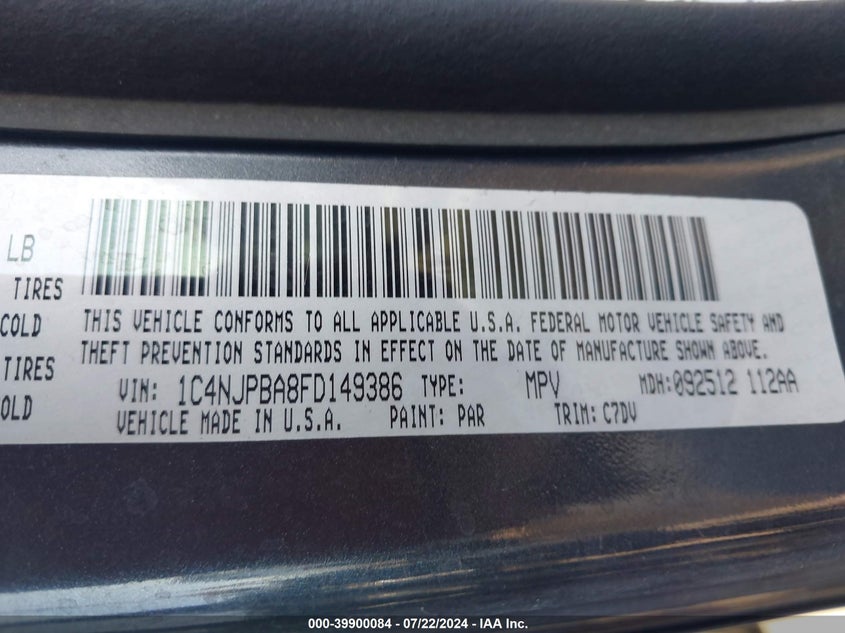 LB
TIRES
COLD
THIS VEHICLE CONFORMS TO ALL APPLICABLE U.S.A. FEDERAL MOTOR VEHICLE SAFETY AND
THEFT PREVENTION STANDARDS IN EFFECT ON THE DATE OF MANUFACTURE SHOWN ABOVE.
TIRES
VIN: 1C4NJPBA8FD149386 TYPE: MPV MDH:092512 112AA
OLD
VEHICLE MADE IN U.S.A. PAINT: PAR TRIM: C7DV
000-39900084 - 07/22/2024 - IAA Inc.